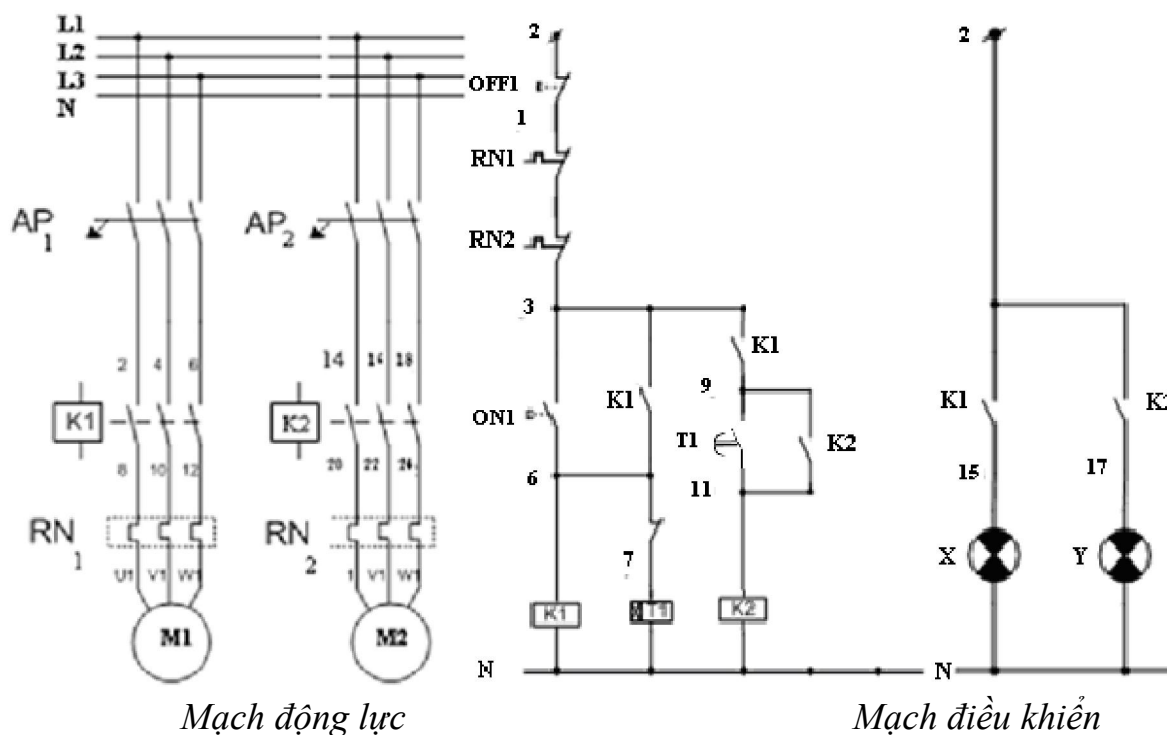 L1
L2
L3
N
AP1
AP2
2 4 6
14 16 18
K1
K2
8 10 12
20 22 24
RN1
RN2
U1 V1 W1
1 V1 W1
M1
M2
2
OFF1
1
RN1
RN2
3
K1
9
ON1
K1
T1
K2
6
11
7
K1
T1
K2
N
2
K1
K2
15
17
X
Y
N
Mạch động lực
Mạch điều khiển